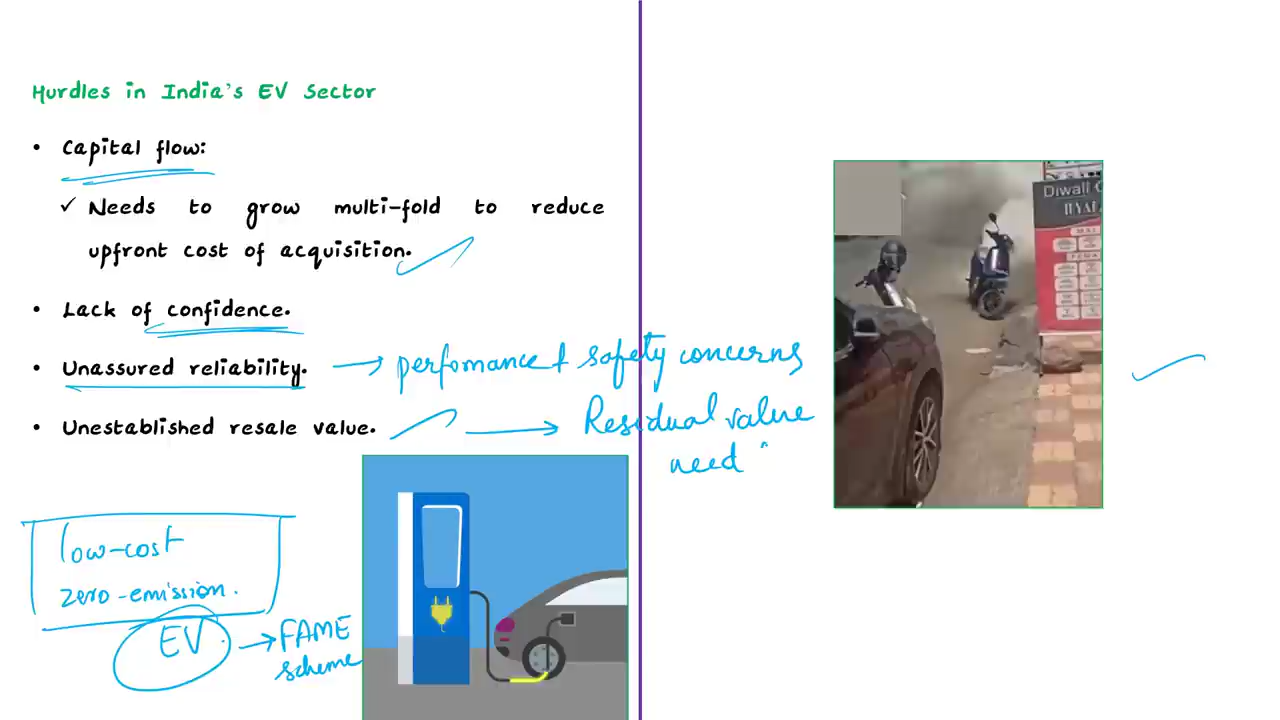 Hurdles in India's EV Sector
• Capital flow:
✓ Needs to grow multi-fold to reduce
upfront cost of acquisition.
• Lack of confidence.
• Unassured reliability. → perfomance + safety concerns
• Unestablished resale value. → Residual value
need
low-cost
zero-emission.
EV → FAME
scheme
Diwali